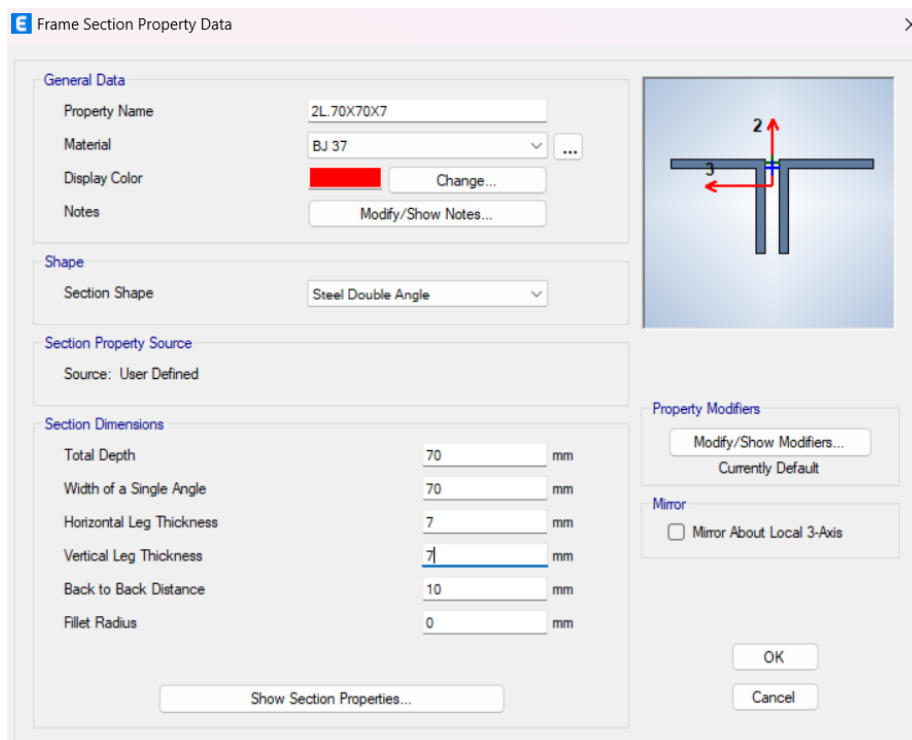 E Frame Section Property Data
General Data
Property Name 2L.70X70X7
Material BJ 37 ...
Display Color Change...
Notes Modify/Show Notes...
Shape
Section Shape Steel Double Angle
Section Property Source
Source: User Defined
Section Dimensions
Total Depth 70 mm
Width of a Single Angle 70 mm
Horizontal Leg Thickness 7 mm
Vertical Leg Thickness 7 mm
Back to Back Distance 10 mm
Fillet Radius 0 mm
Show Section Properties...
2
3
Property Modifiers
Modify/Show Modifiers...
Currently Default
Mirror
Mirror About Local 3-Axis
OK
Cancel